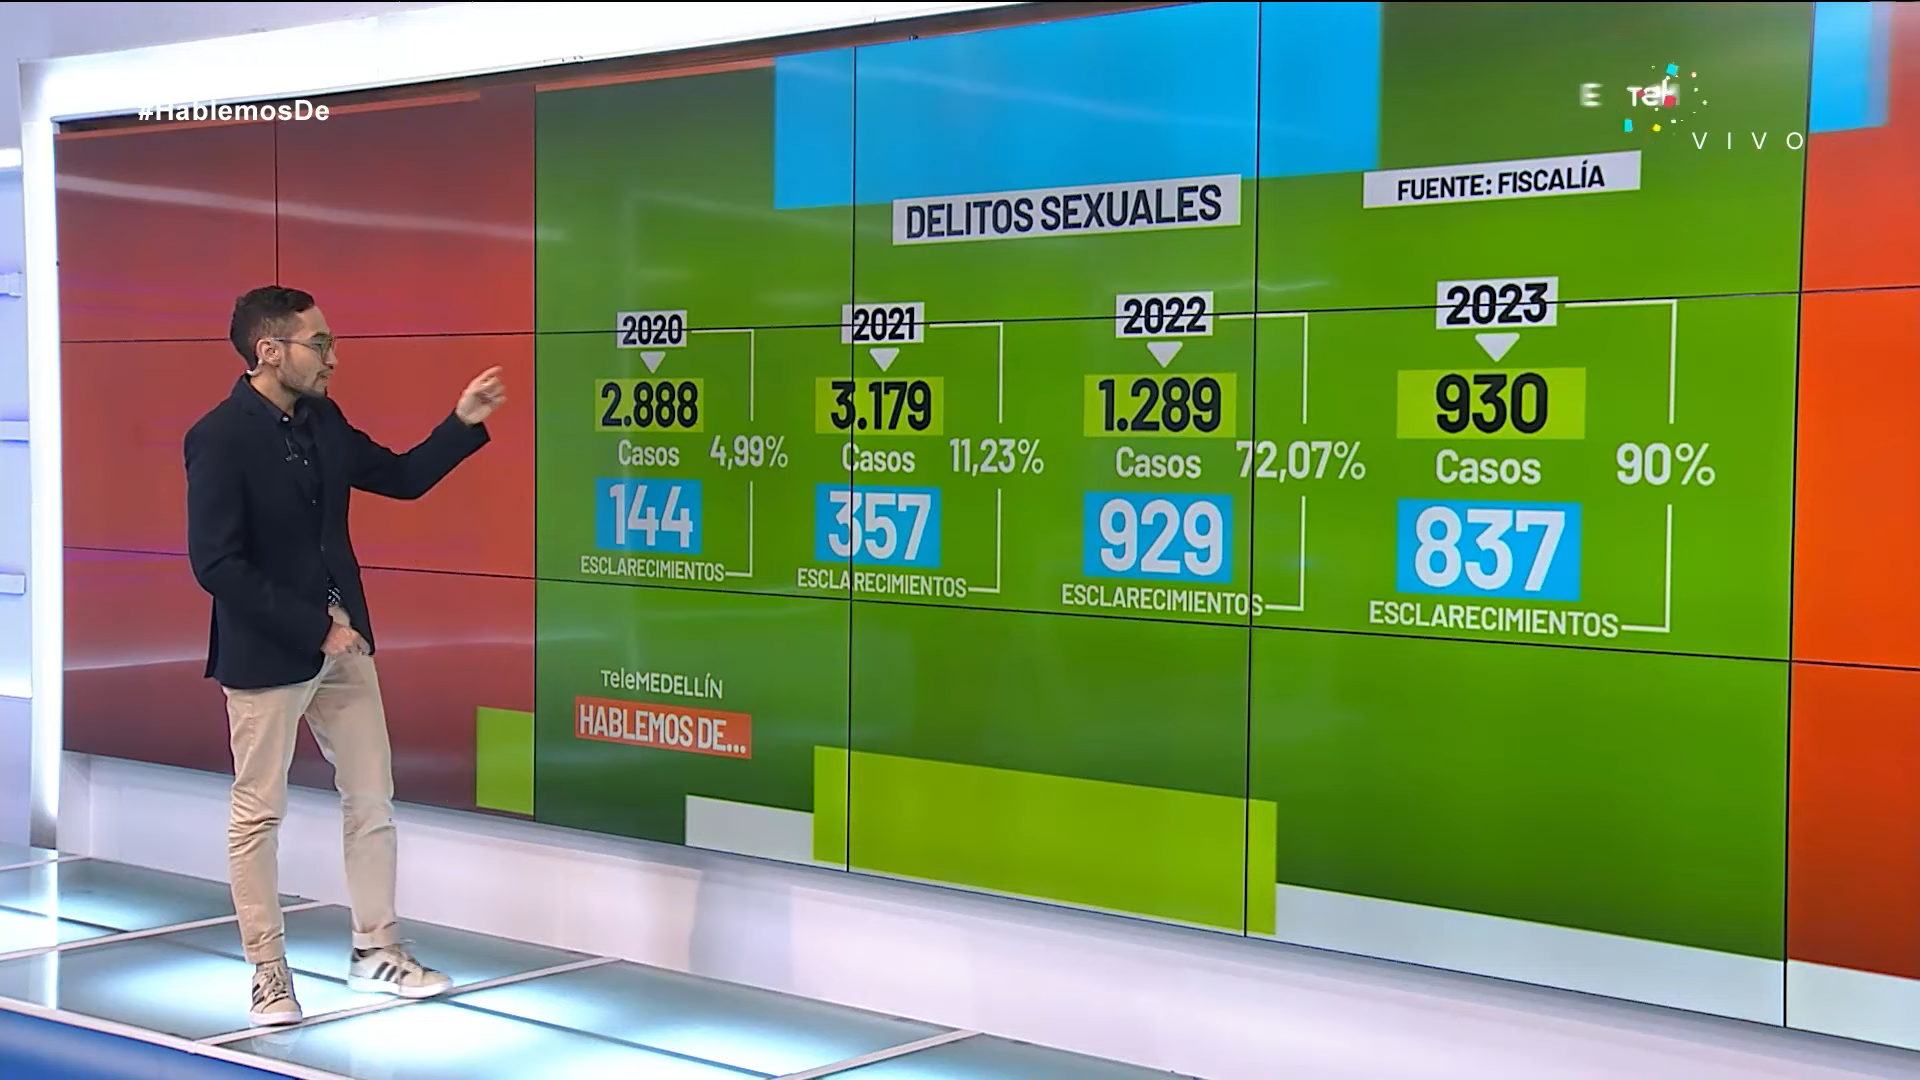 #HablemosDe
VIVO
FUENTE: FISCALÍA
DELITOS SEXUALES
2020
2.888
Casos
4,99%
144
ESCLARECIMIENTOS
2021
3.179
Casos
11,23%
357
ESCLARECIMIENTOS
2022
1.289
Casos
72,07%
929
ESCLARECIMIENTOS
2023
930
Casos
90%
837
ESCLARECIMIENTOS
TeleMEDELLÍN
HABLEMOS DE...